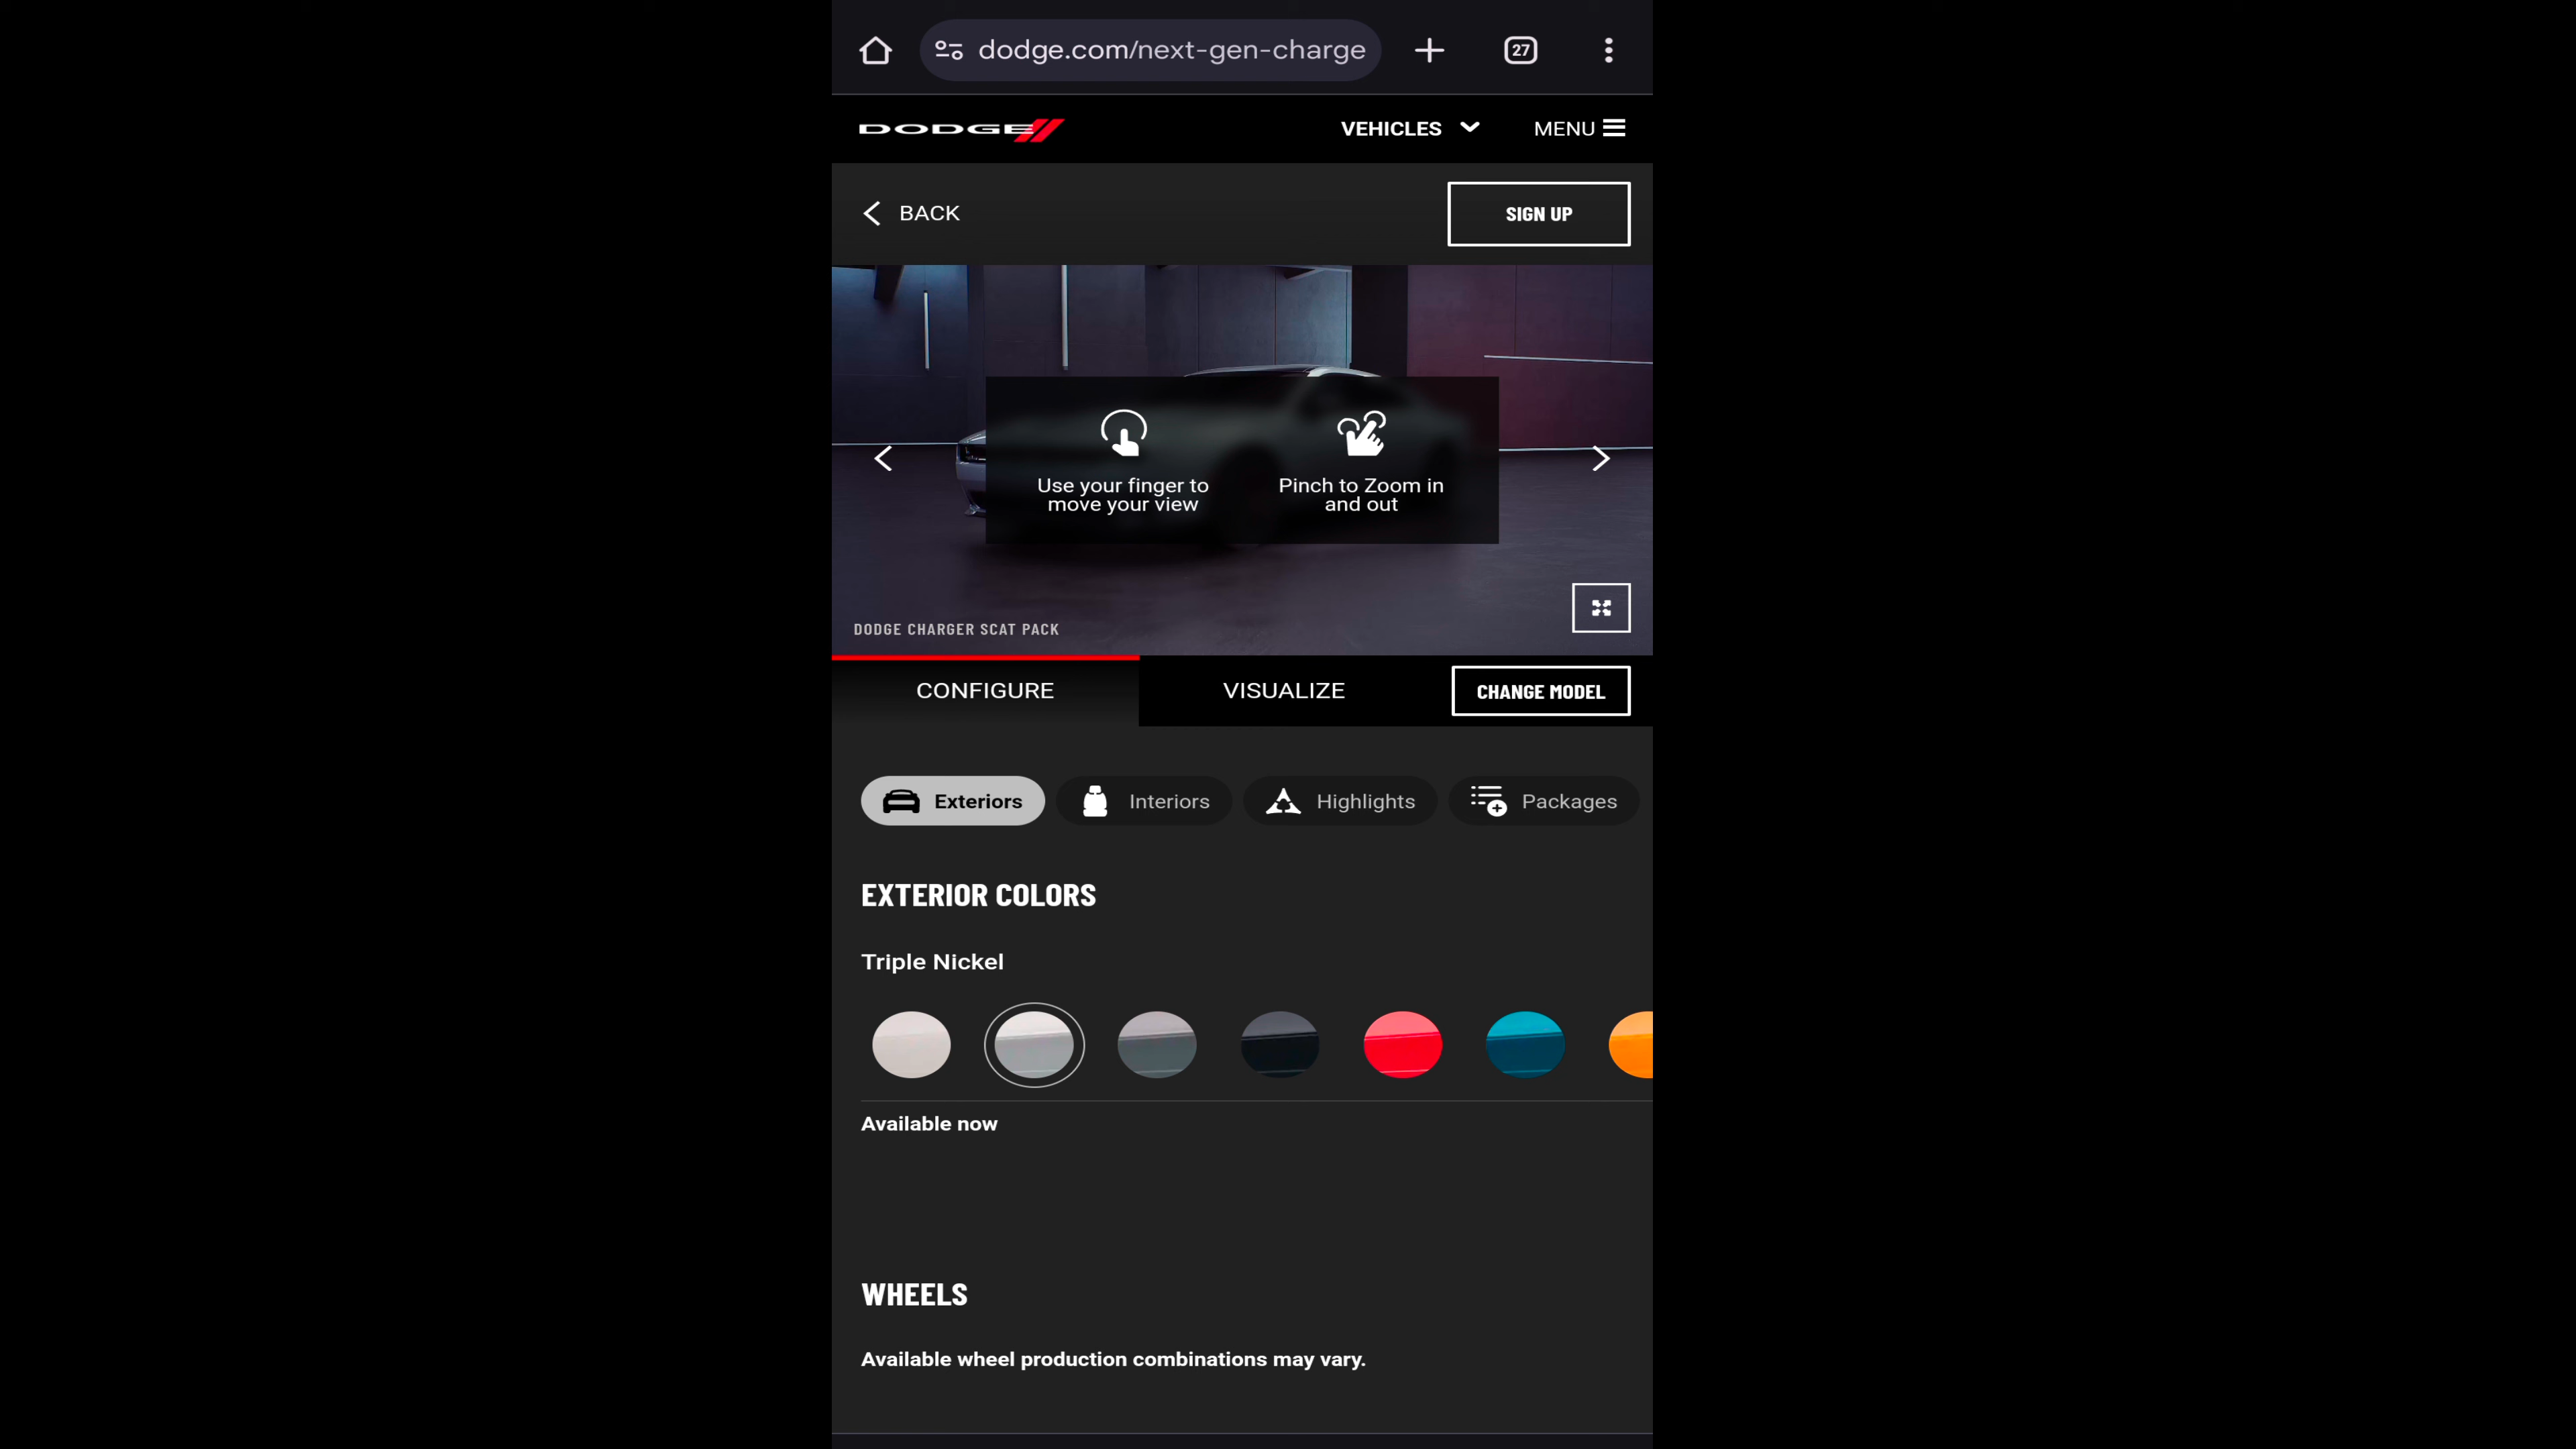 dodge.com/next-gen-charge
27
DODGE
VEHICLES
MENU
BACK
SIGN UP
Use your finger to
move your view
Pinch to Zoom in
and out
DODGE CHARGER SCAT PACK
CONFIGURE
VISUALIZE
CHANGE MODEL
Exteriors
Interiors
Highlights
Packages
EXTERIOR COLORS
Triple Nickel
Available now
WHEELS
Available wheel production combinations may vary.